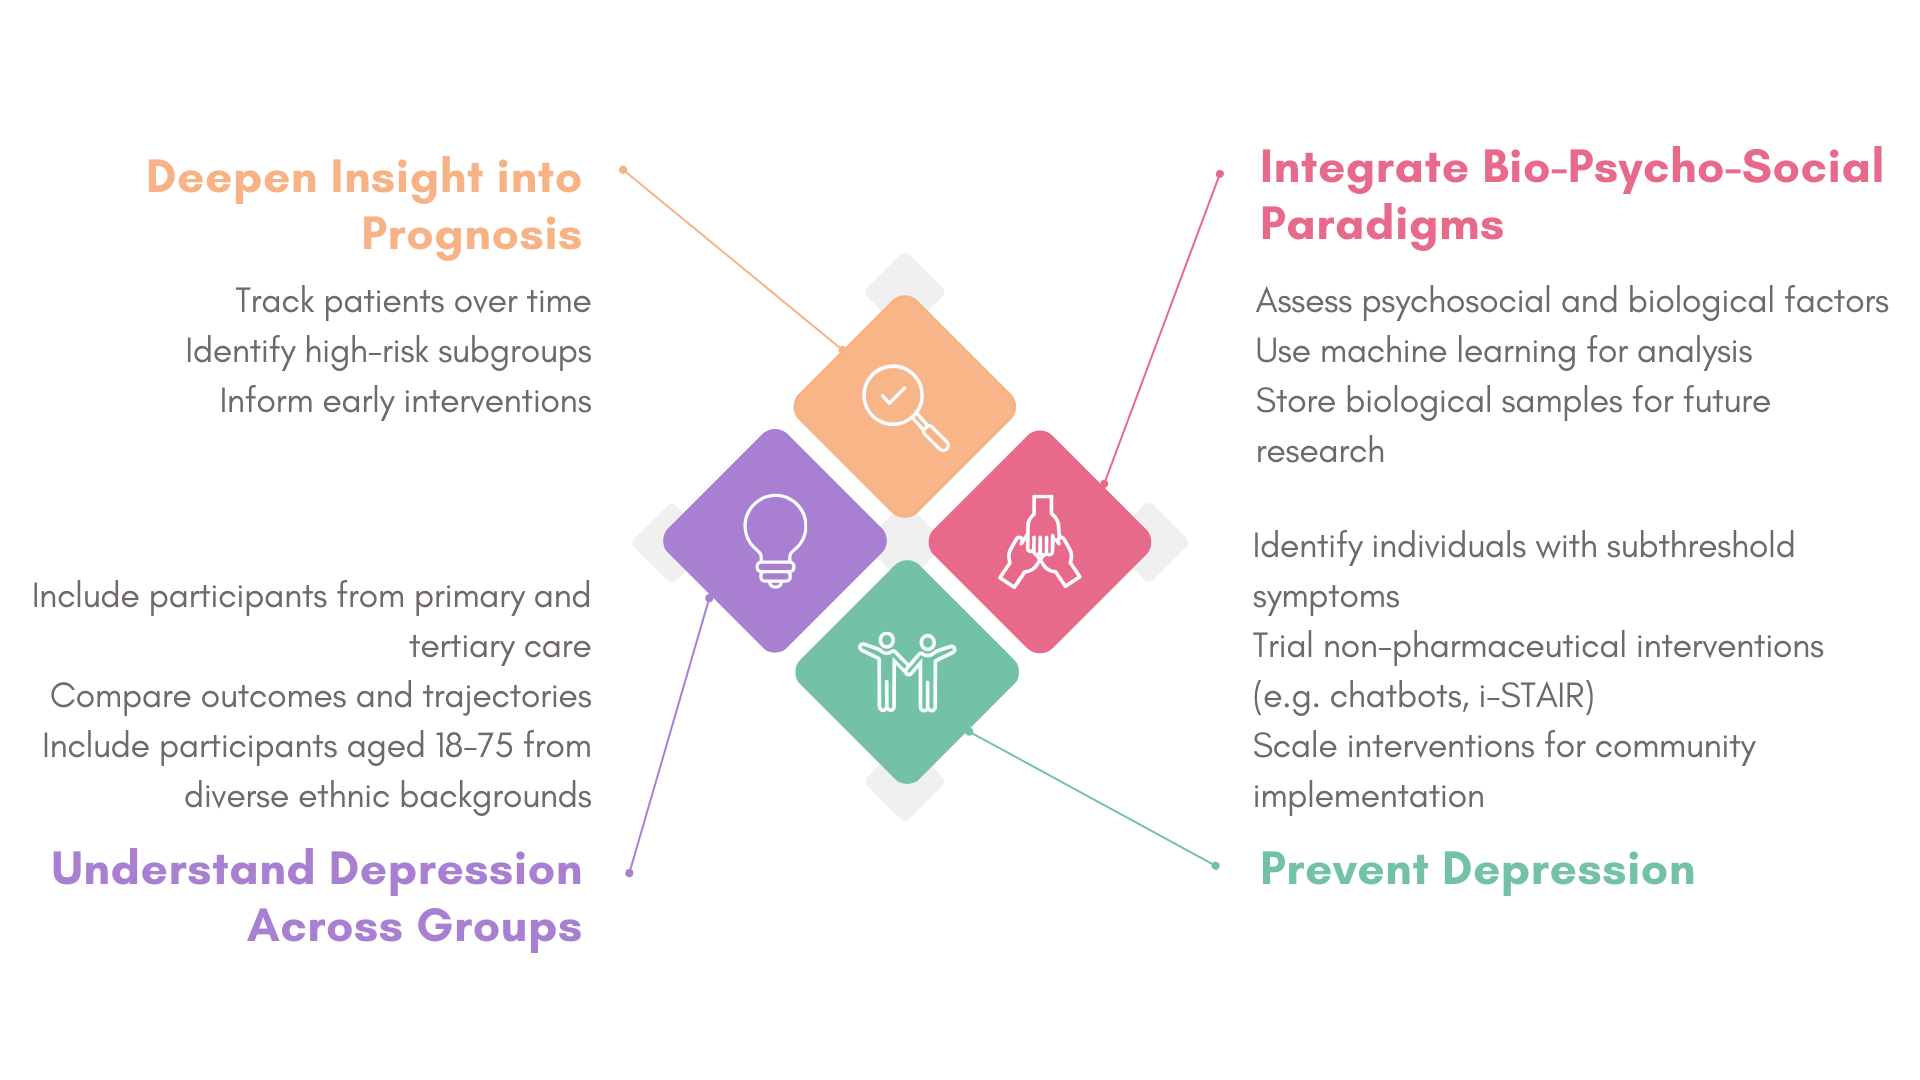 Deepen Insight into
Prognosis
Track patients over time
Identify high-risk subgroups
Inform early interventions
Integrate Bio-Psycho-Social
Paradigms
Assess psychosocial and biological factors
Use machine learning for analysis
Store biological samples for future
research
Include participants from primary and
tertiary care
Compare outcomes and trajectories
Include participants aged 18-75 from
diverse ethnic backgrounds
Understand Depression
Across Groups
Identify individuals with subthreshold
symptoms
Trial non-pharmaceutical interventions
(e.g. chatbots, i-STAIR)
Scale interventions for community
implementation
Prevent Depression